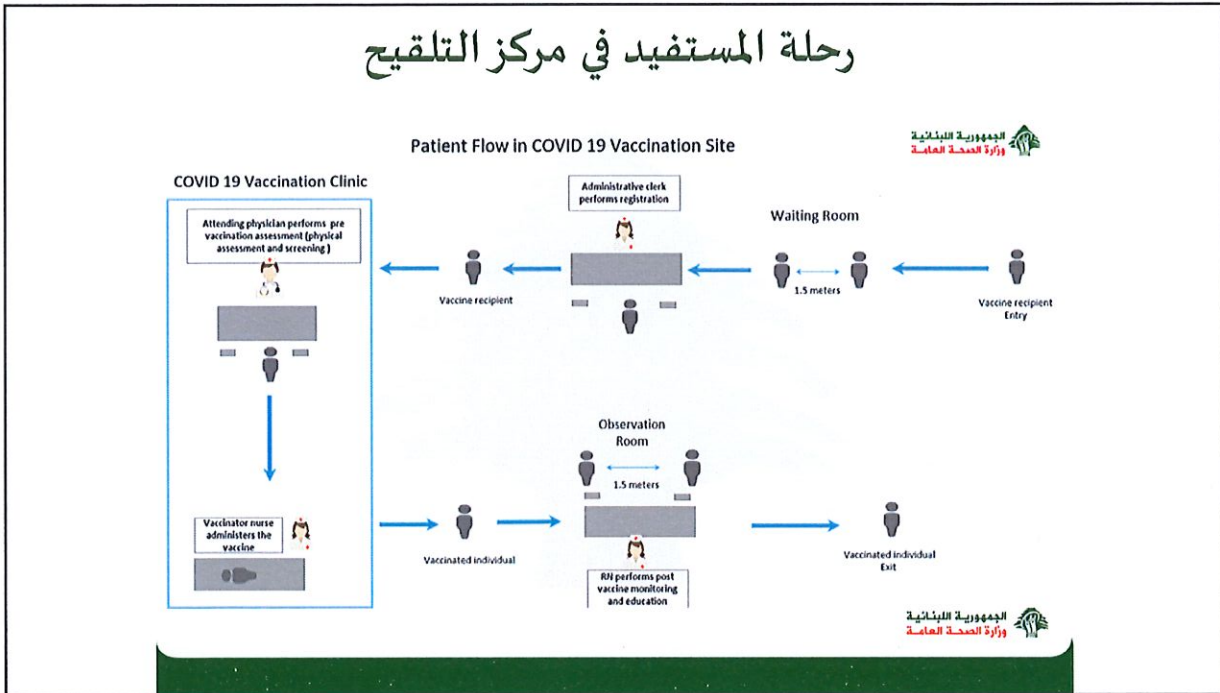 رحلة المستفيد في مركز التلقيح
Patient Flow in COVID 19 Vaccination Site
الجمهورية اللبنانية
وزارة الصحة العامة
COVID 19 Vaccination Clinic
Attending physician performs pre
vaccination assessment (physical
assessment and screening )
Administrative clerk
performs registration
Waiting Room
1.5 meters
Vaccine recipient
Vaccine recipient
Entry
Observation
Room
1.5 meters
Vaccinator nurse
administers the
vaccine
Vaccinated individual
RN performs post
vaccine monitoring
and education
Vaccinated individual
Exit
الجمهورية اللبنانية
وزارة الصحة العامة